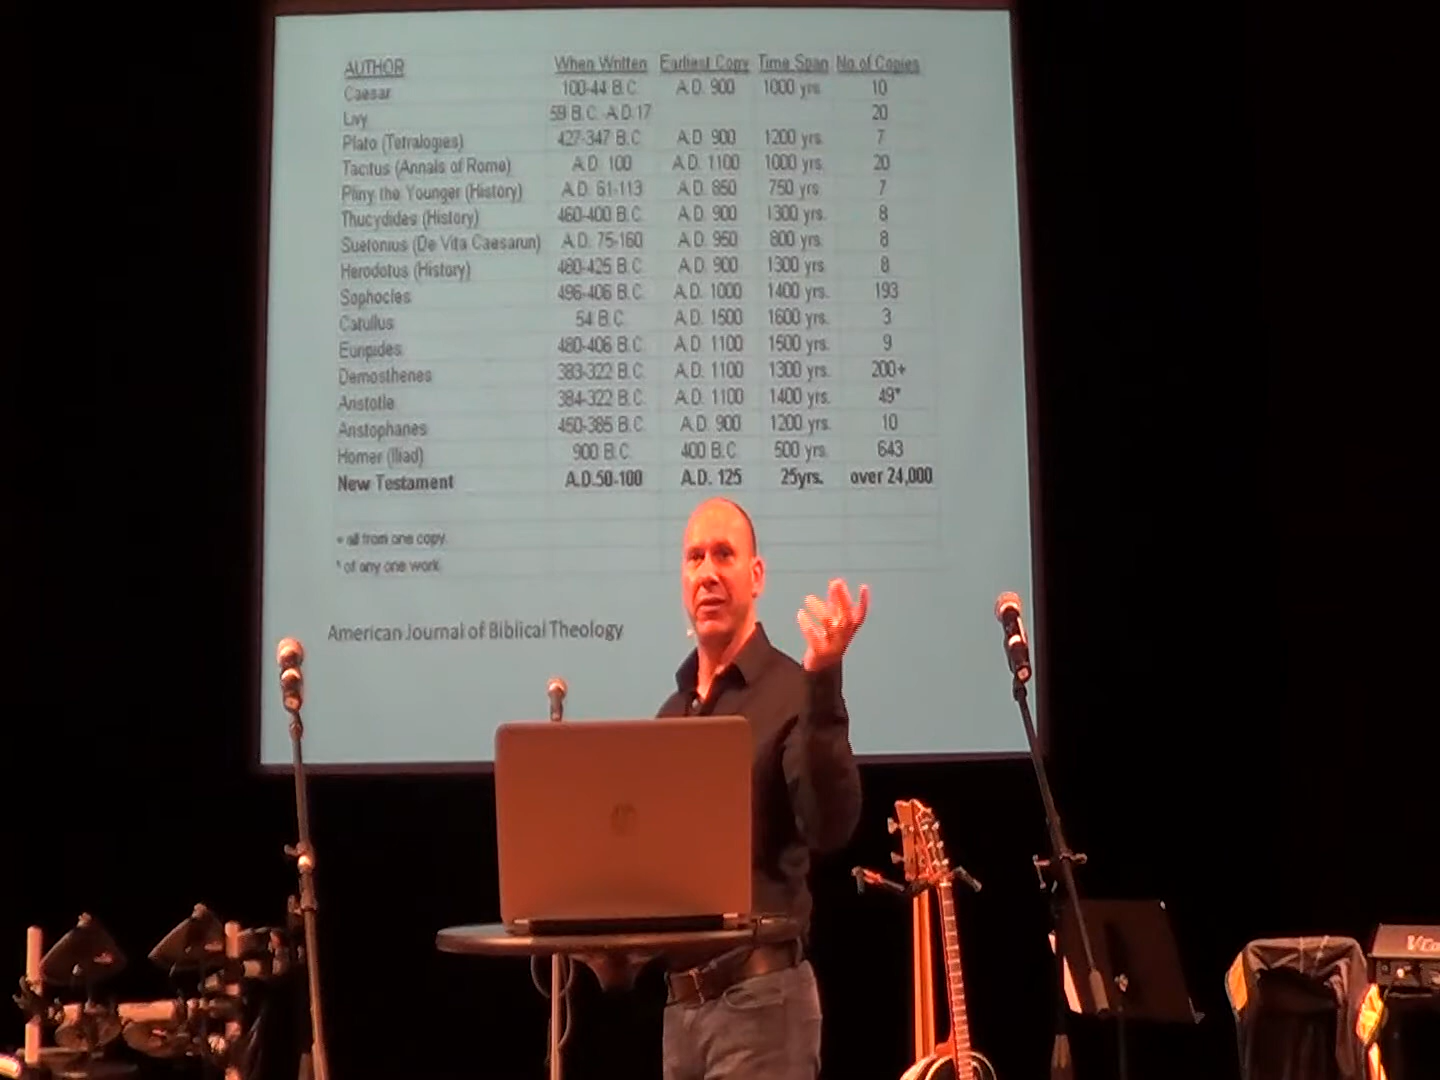 AUTHOR When Written Earliest Copy Time Span No of Copies
Caesar 100-44 B.C. A.D. 900 1000 yrs. 10
Livy 59 B.C. A.D.17 20
Plato (Tetralogies) 427-347 B.C A.D. 900 1200 yrs. 7
Tacitus (Annals of Rome) A.D. 100 A.D. 1100 1000 yrs. 20
Pliny the Younger (History) A.D. 61-113 A.D. 850 750 yrs. 7
Thucydides (History) 460-400 B.C. A.D. 900 1300 yrs. 8
Suetonius (De Vita Caesarun) A.D. 75-160 A.D. 950 800 yrs. 8
Herodotus (History) 480-425 B.C. A.D. 900 1300 yrs. 8
Sophocles 496-406 B.C. A.D. 1000 1400 yrs. 193
Catullus 54 B.C. A.D. 1500 1600 yrs. 3
Euripides 480-406 B.C. A.D. 1100 1500 yrs. 9
Demosthenes 383-322 B.C. A.D. 1100 1300 yrs. 200+
Aristotle 384-322 B.C. A.D. 1100 1400 yrs. 49*
Aristophanes 450-385 B.C. A.D. 900 1200 yrs. 10
Homer (Iliad) 900 B.C. 400 B.C. 500 yrs. 643
New Testament A.D.50-100 A.D. 125 25yrs. over 24,000
+ all from one copy.
* of any one work.
American Journal of Biblical Theology